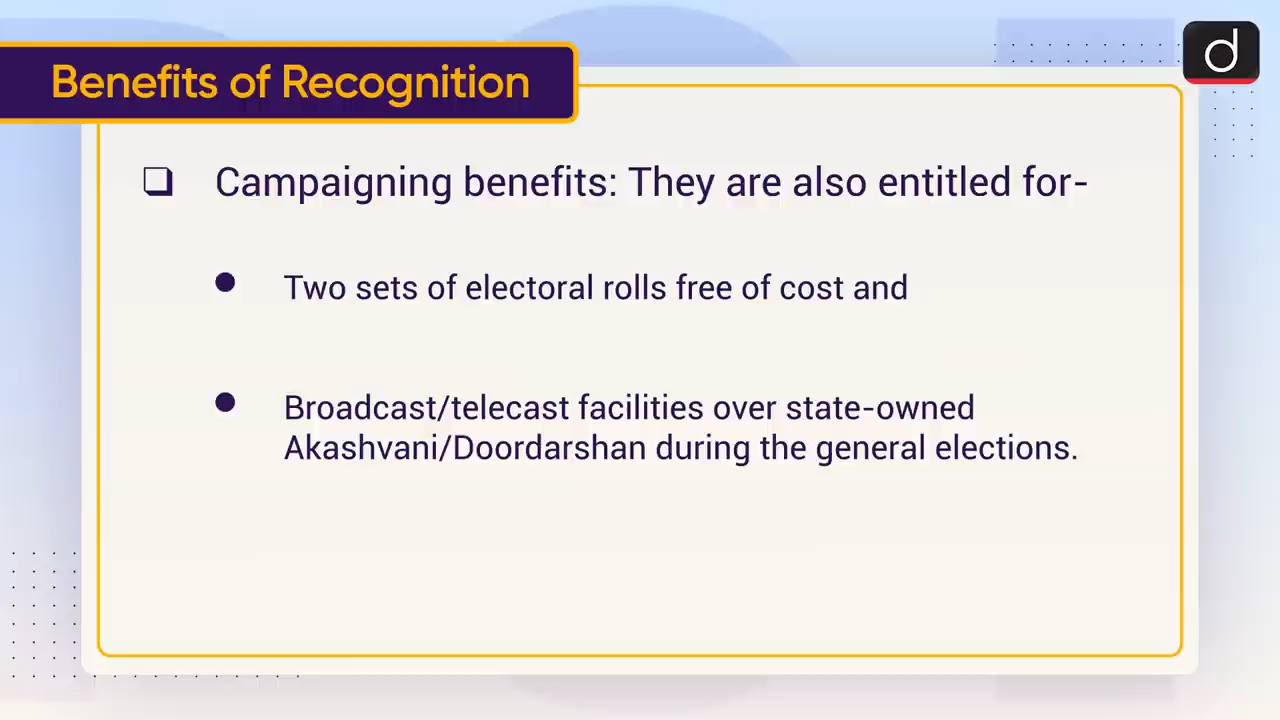 Benefits of Recognition
d
❑ Campaigning benefits: They are also entitled for-
● Two sets of electoral rolls free of cost and
● Broadcast/telecast facilities over state-owned
Akashvani/Doordarshan during the general elections.